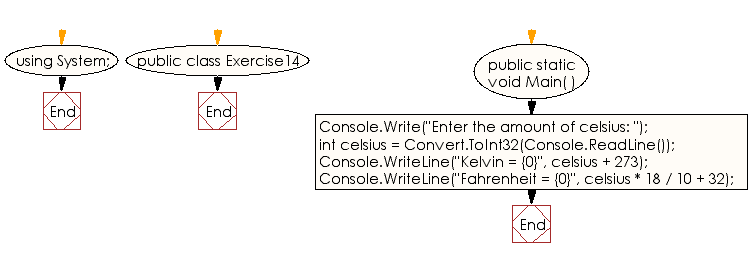 using System;
End
public class Exercise14
End
public static
void Main( )
Console.Write("Enter the amount of celsius: ");
int celsius = Convert.ToInt32(Console.ReadLine());
Console.WriteLine("Kelvin = {0}", celsius + 273);
Console.WriteLine("Fahrenheit = {0}", celsius * 18 / 10 + 32);
End